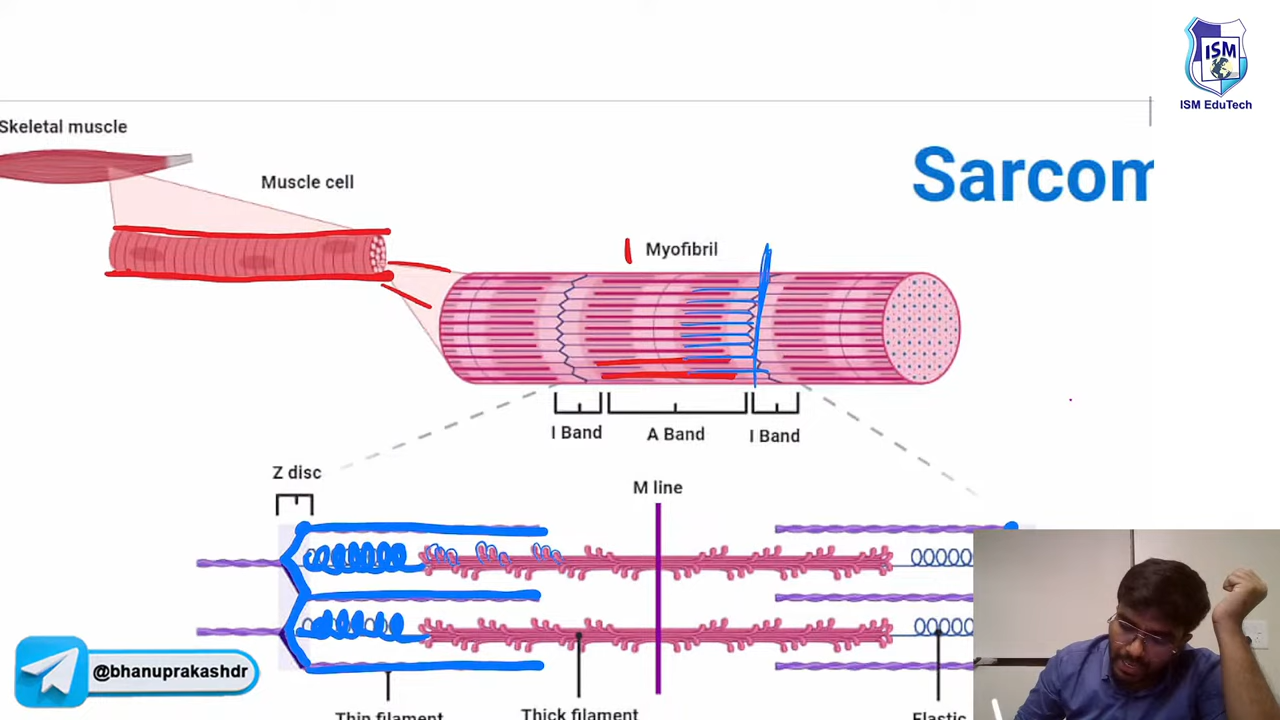 ISM
ISM EduTech
Skeletal muscle
Muscle cell
Sarcom
Myofibril
I Band
A Band
I Band
Z disc
M line
@bhanuprakashdr
Thin filament
Thick filament
Elastic